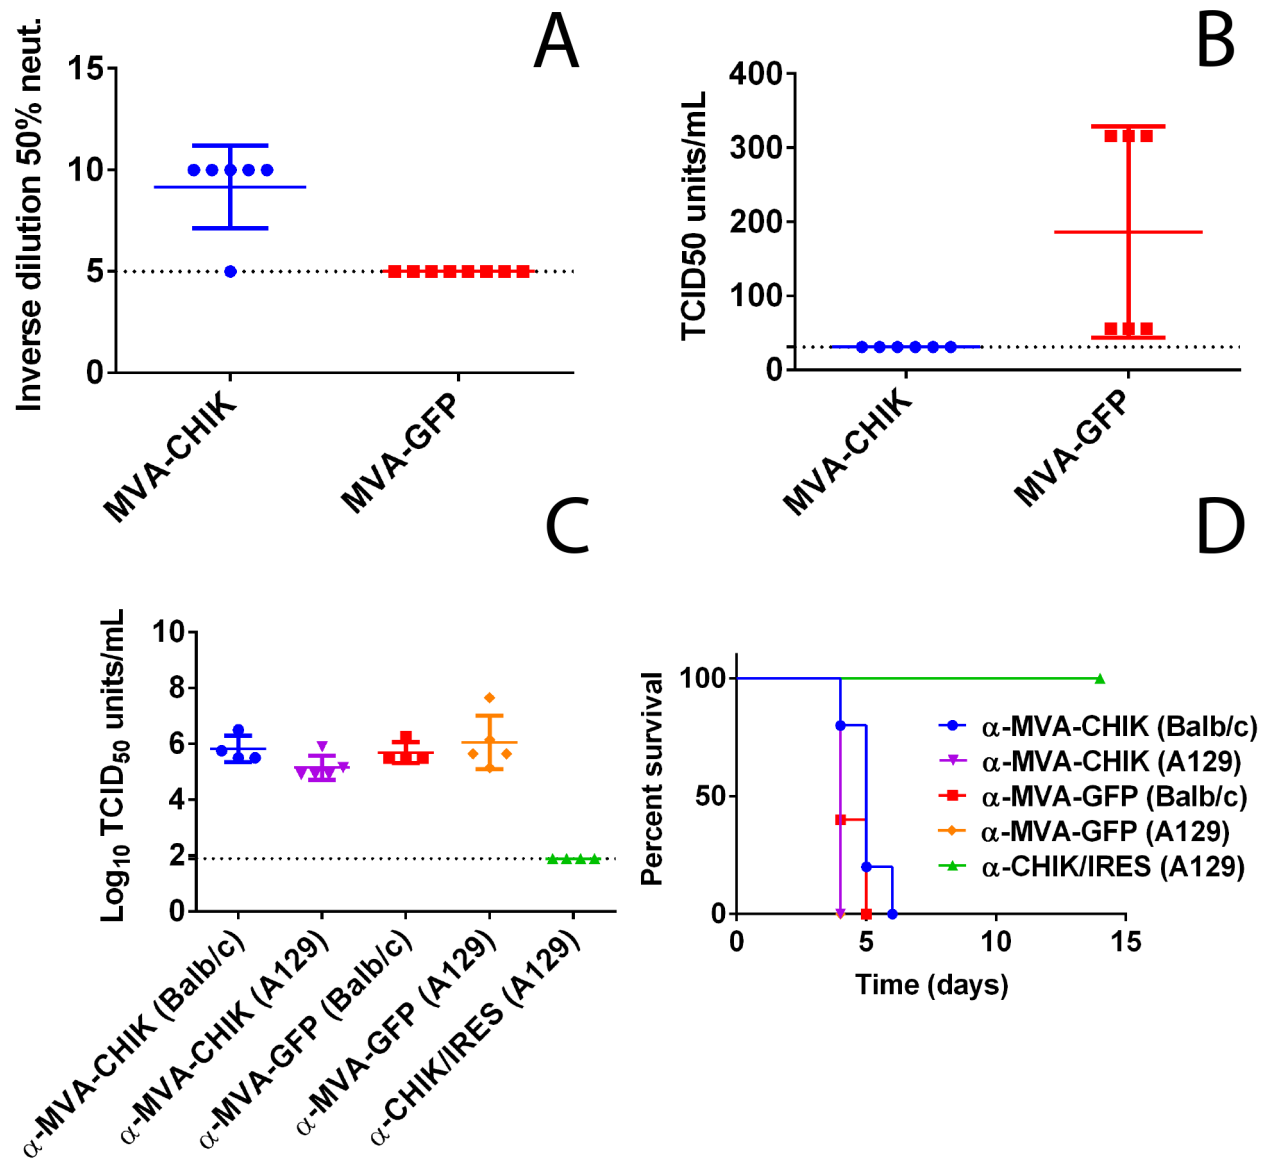 A
Inverse dilution 50% neut.
15
10
5
0
MVA-CHIK
MVA-GFP
B
TCID50 units/mL
400
300
200
100
0
MVA-CHIK
MVA-GFP
C
Log10 TCID50 units/mL
10
8
6
4
2
0
α-MVA-CHIK (Balb/c)
α-MVA-CHIK (A129)
α-MVA-GFP (Balb/c)
α-MVA-GFP (A129)
α-CHIK/IRES (A129)
D
Percent survival
100
50
0
0 5 10 15
Time (days)
α-MVA-CHIK (Balb/c)
α-MVA-CHIK (A129)
α-MVA-GFP (Balb/c)
α-MVA-GFP (A129)
α-CHIK/IRES (A129)